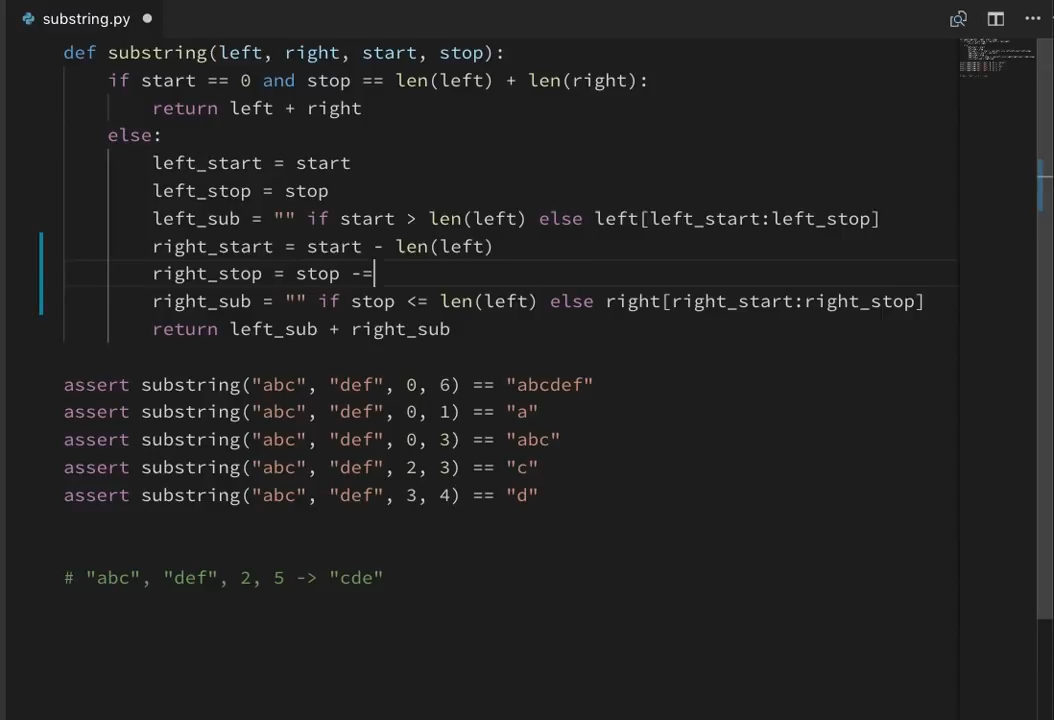 substring.py
def substring(left, right, start, stop):
    if start == 0 and stop == len(left) + len(right):
        return left + right
    else:
        left_start = start
        left_stop = stop
        left_sub = "" if start > len(left) else left[left_start:left_stop]
        right_start = start - len(left)
        right_stop = stop -=
        right_sub = "" if stop <= len(left) else right[right_start:right_stop]
        return left_sub + right_sub
assert substring("abc", "def", 0, 6) == "abcdef"
assert substring("abc", "def", 0, 1) == "a"
assert substring("abc", "def", 0, 3) == "abc"
assert substring("abc", "def", 2, 3) == "c"
assert substring("abc", "def", 3, 4) == "d"
# "abc", "def", 2, 5 -> "cde"